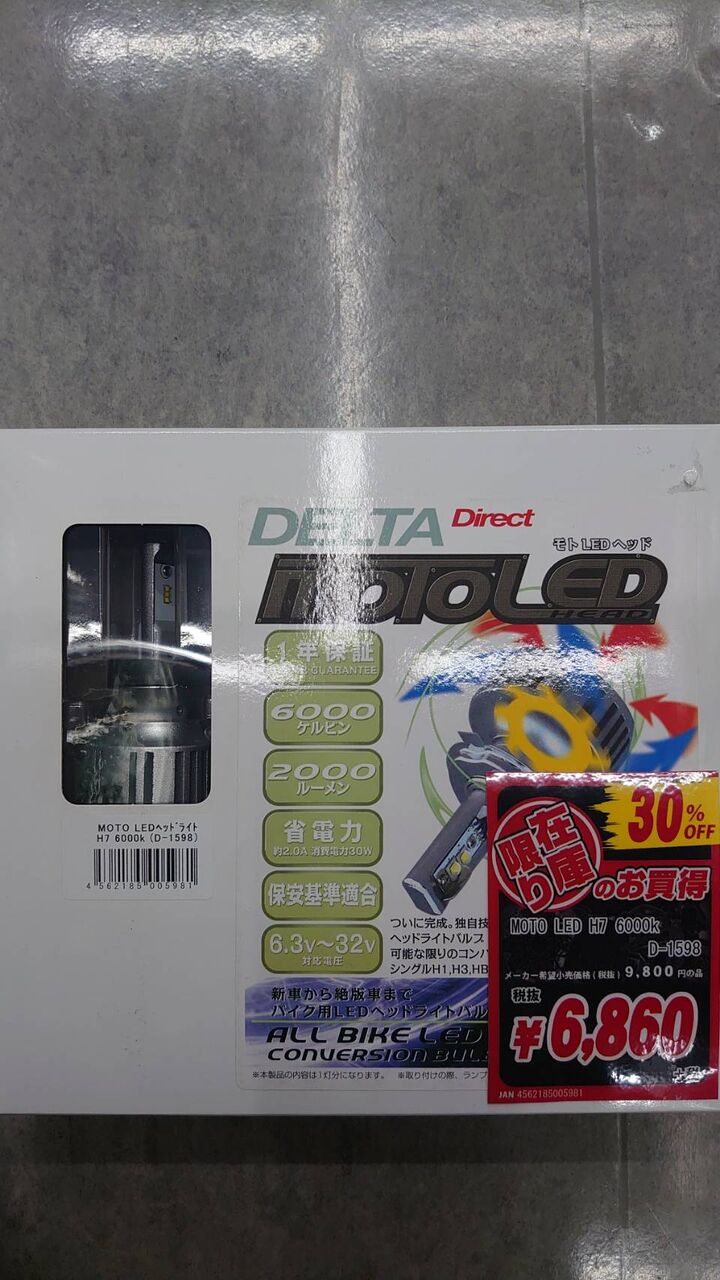 DELTA Direct
モトLEDヘッド
MOTOLED
HEAD
1年保証
GUARANTEE
6000
ケルビン
2000
ルーメン
省電力
約2.0A 消費電力30W
保安基準適合
6.3V～32V
対応電圧
MOTO LEDﾍｯﾄﾞﾗｲﾄ
H7 6000k (D-1598)
4 562185 005981
ついに完成。独自技
ヘッドライトバルブ
可能な限りのコンパ
シングルH1,H3,HB
新車から絶版車まで
バイク用LEDヘッドライトバル
ALL BIKE LED
CONVERSION BULB
※本製品の内容は1灯分になります。 ※取り付けの際、ランプ
30%OFF
在庫限りのお買得
MOTO LED H7 6000k
D-1598
メーカー希望小売価格(税抜)9,800円の品
税抜
¥6,860
+税
JAN 4562185005981